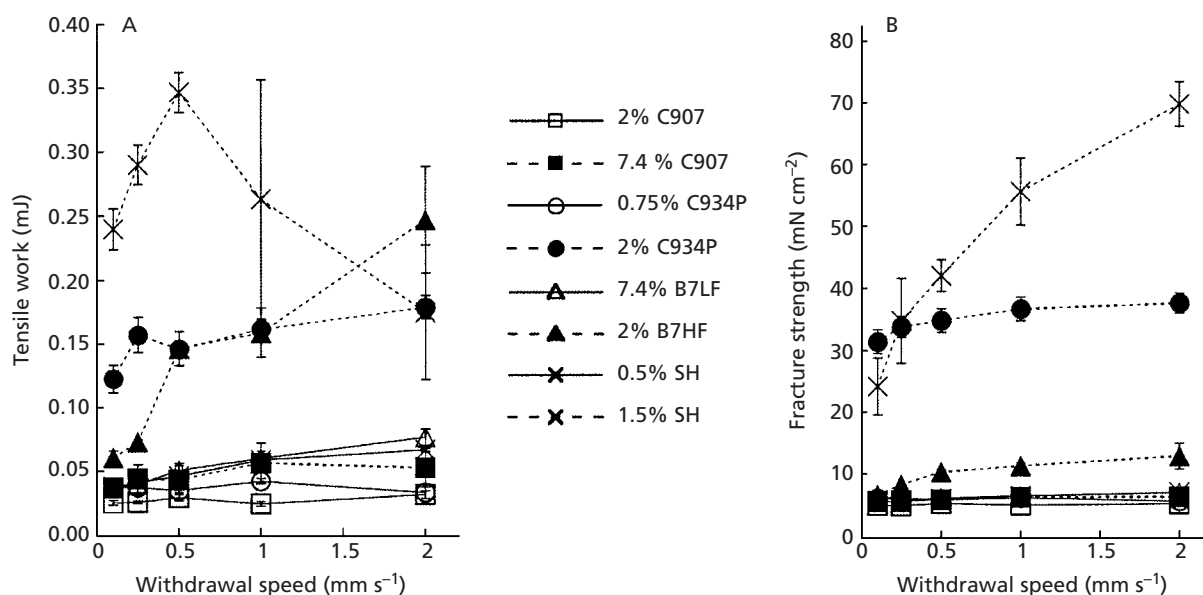 A
0.40
0.35
0.30
0.25
0.20
0.15
0.10
0.05
0.00
Tensile work (mJ)
0
0.5
1
1.5
2
Withdrawal speed (mm s⁻¹)
2% C907
7.4 % C907
0.75% C934P
2% C934P
7.4% B7LF
2% B7HF
0.5% SH
1.5% SH
B
80
70
60
50
40
30
20
10
0
Fracture strength (mN cm⁻²)
0
0.5
1
1.5
2
Withdrawal speed (mm s⁻¹)